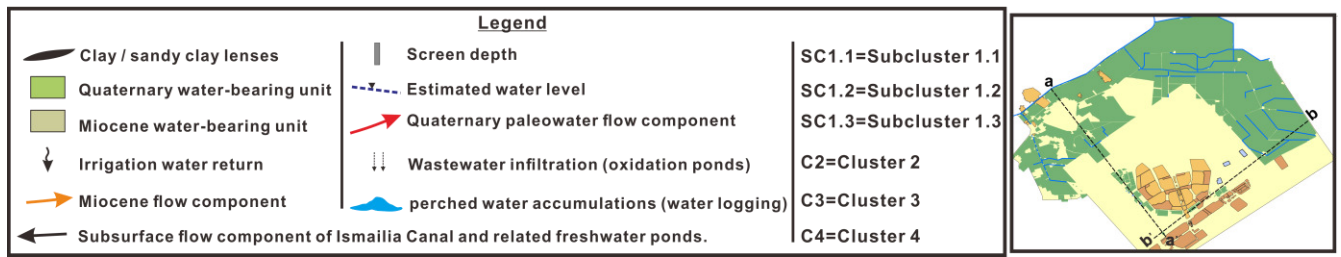 Legend
Clay / sandy clay lenses
Quaternary water-bearing unit
Miocene water-bearing unit
Irrigation water return
Miocene flow component
Subsurface flow component of Ismailia Canal and related freshwater ponds.
Screen depth
Estimated water level
Quaternary paleowater flow component
Wastewater infiltration (oxidation ponds)
perched water accumulations (water logging)
SC1.1=Subcluster 1.1
SC1.2=Subcluster 1.2
SC1.3=Subcluster 1.3
C2=Cluster 2
C3=Cluster 3
C4=Cluster 4
a
b
b'
a'